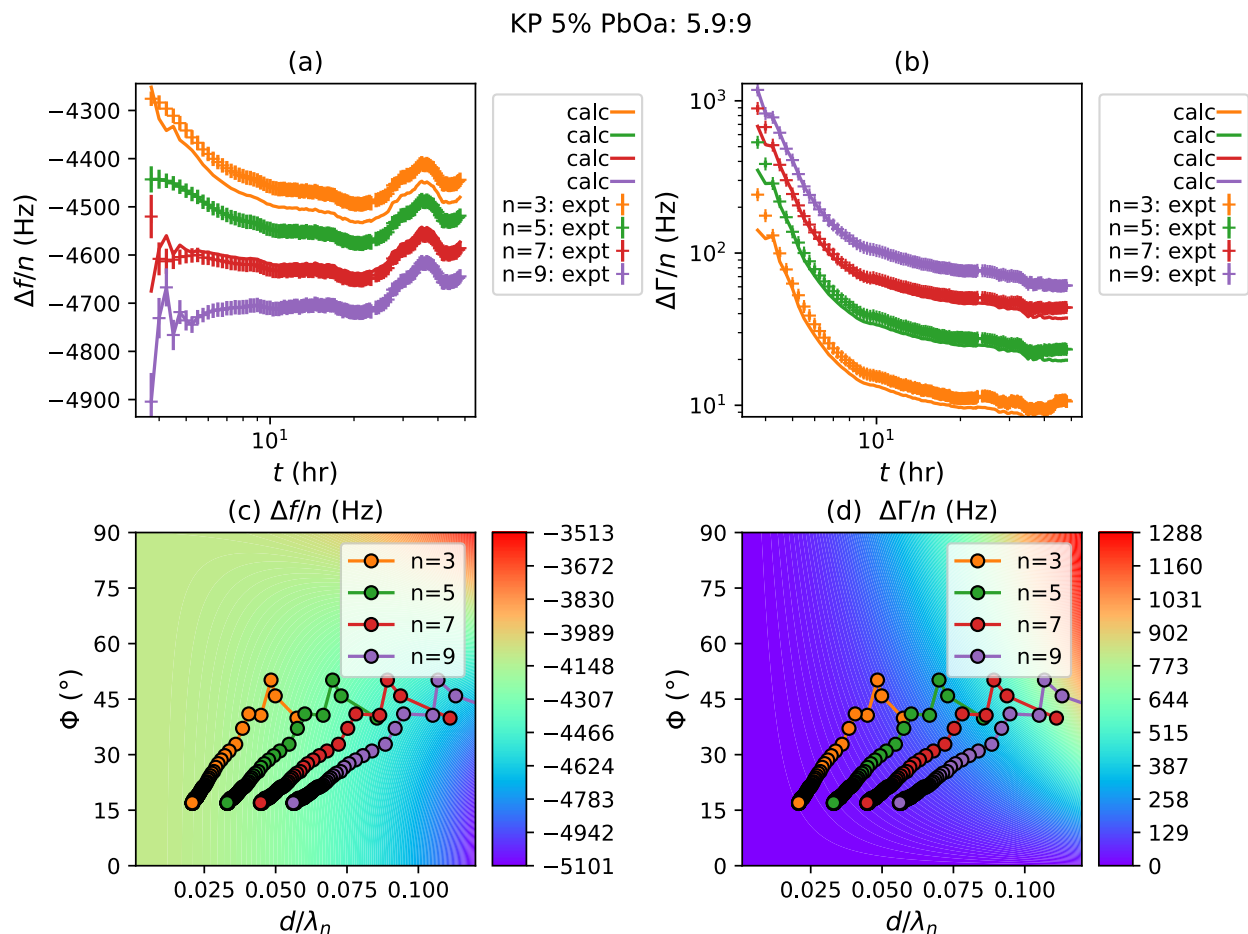 KP 5% PbOa: 5.9:9
(a)
−4300
−4400
−4500
−4600
−4700
−4800
−4900
Δf/n (Hz)
10¹
t (hr)
calc
calc
calc
calc
n=3: expt
n=5: expt
n=7: expt
n=9: expt
(b)
10³
10²
10¹
ΔΓ/n (Hz)
10¹
t (hr)
calc
calc
calc
calc
n=3: expt
n=5: expt
n=7: expt
n=9: expt
(c) Δf/n (Hz)
90
75
60
45
30
15
0
Φ (°)
0.025
0.050
0.075
0.100
d/λₙ
n=3
n=5
n=7
n=9
−3513
−3672
−3830
−3989
−4148
−4307
−4466
−4624
−4783
−4942
−5101
(d) ΔΓ/n (Hz)
90
75
60
45
30
15
0
Φ (°)
0.025
0.050
0.075
0.100
d/λₙ
n=3
n=5
n=7
n=9
1288
1160
1031
902
773
644
515
387
258
129
0